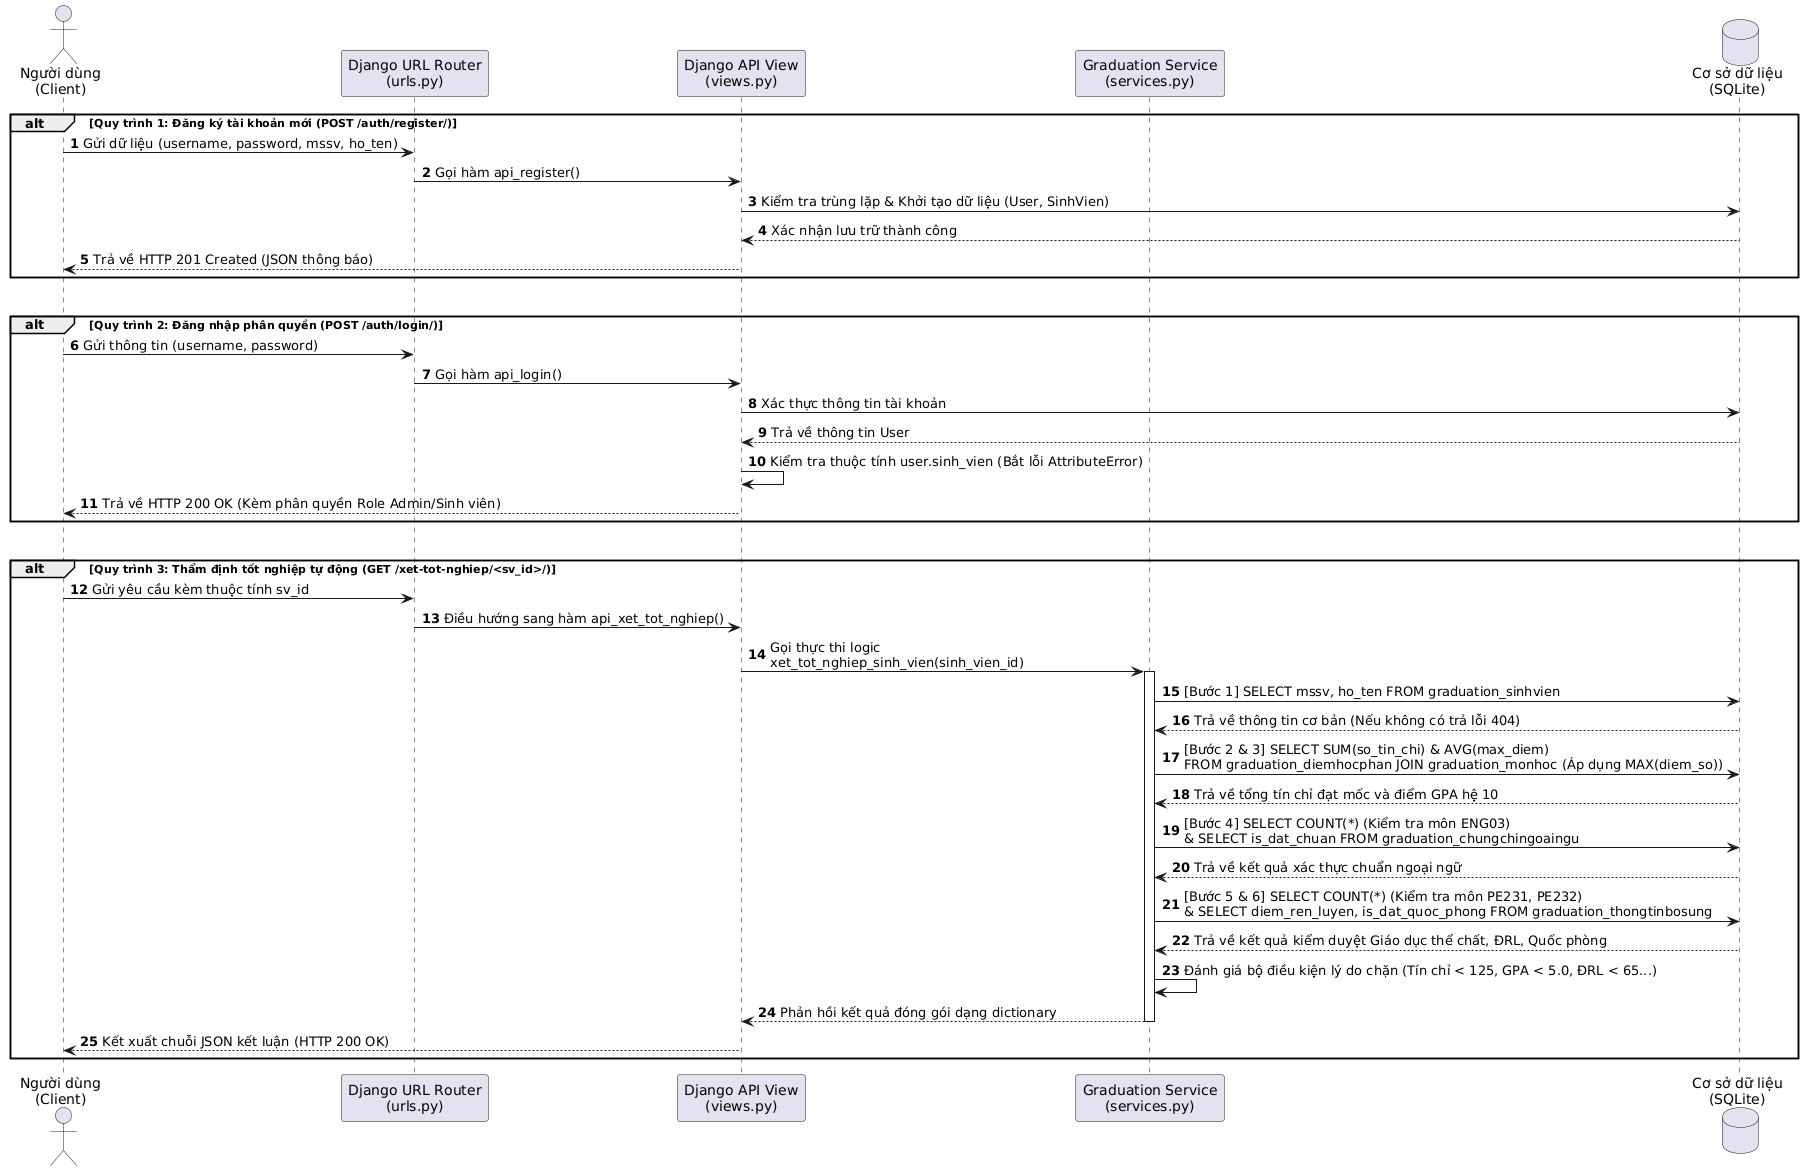 Người dùng
(Client)
Django URL Router
(urls.py)
Django API View
(views.py)
Graduation Service
(services.py)
Cơ sở dữ liệu
(SQLite)
alt [Quy trình 1: Đăng ký tài khoản mới (POST /auth/register/)]
1 Gửi dữ liệu (username, password, mssv, ho_ten)
2 Gọi hàm api_register()
3 Kiểm tra trùng lặp & Khởi tạo dữ liệu (User, SinhVien)
4 Xác nhận lưu trữ thành công
5 Trả về HTTP 201 Created (JSON thông báo)
alt [Quy trình 2: Đăng nhập phân quyền (POST /auth/login/)]
6 Gửi thông tin (username, password)
7 Gọi hàm api_login()
8 Xác thực thông tin tài khoản
9 Trả về thông tin User
10 Kiểm tra thuộc tính user.sinh_vien (Bắt lỗi AttributeError)
11 Trả về HTTP 200 OK (Kèm phân quyền Role Admin/Sinh viên)
alt [Quy trình 3: Thẩm định tốt nghiệp tự động (GET /xet-tot-nghiep/<sv_id>/)]
12 Gửi yêu cầu kèm thuộc tính sv_id
13 Điều hướng sang hàm api_xet_tot_nghiep()
14 Gọi thực thi logic
xet_tot_nghiep_sinh_vien(sinh_vien_id)
15 [Bước 1] SELECT mssv, ho_ten FROM graduation_sinhvien
16 Trả về thông tin cơ bản (Nếu không có trả lỗi 404)
17 [Bước 2 & 3] SELECT SUM(so_tin_chi) & AVG(max_diem)
FROM graduation_diemhocphan JOIN graduation_monhoc (Áp dụng MAX(diem_so))
18 Trả về tổng tín chỉ đạt mốc và điểm GPA hệ 10
19 [Bước 4] SELECT COUNT(*) (Kiểm tra môn ENG03)
& SELECT is_dat_chuan FROM graduation_chungchingoaingu
20 Trả về kết quả xác thực chuẩn ngoại ngữ
21 [Bước 5 & 6] SELECT COUNT(*) (Kiểm tra môn PE231, PE232)
& SELECT diem_ren_luyen, is_dat_quoc_phong FROM graduation_thongtinbosung
22 Trả về kết quả kiểm duyệt Giáo dục thể chất, ĐRL, Quốc phòng
23 Đánh giá bộ điều kiện lý do chặn (Tín chỉ < 125, GPA < 5.0, ĐRL < 65...)
24 Phản hồi kết quả đóng gói dạng dictionary
25 Kết xuất chuỗi JSON kết luận (HTTP 200 OK)
Người dùng
(Client)
Django URL Router
(urls.py)
Django API View
(views.py)
Graduation Service
(services.py)
Cơ sở dữ liệu
(SQLite)